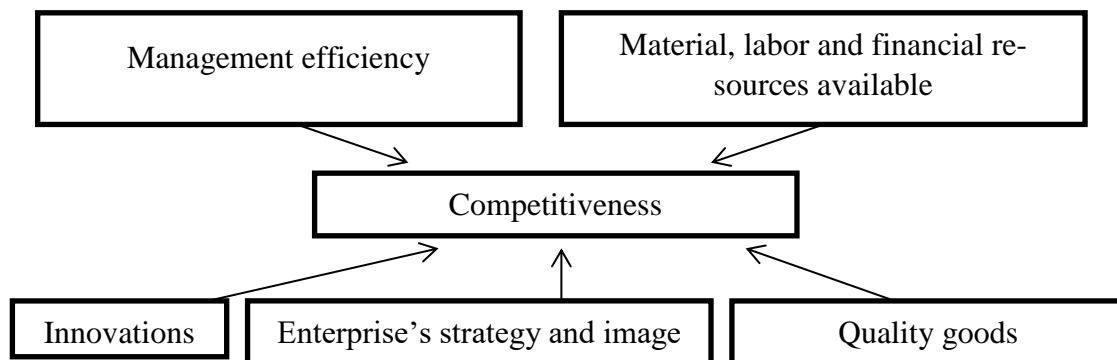 Management efficiency
Material, labor and financial re-
sources available
Competitiveness
Innovations
Enterprise's strategy and image
Quality goods